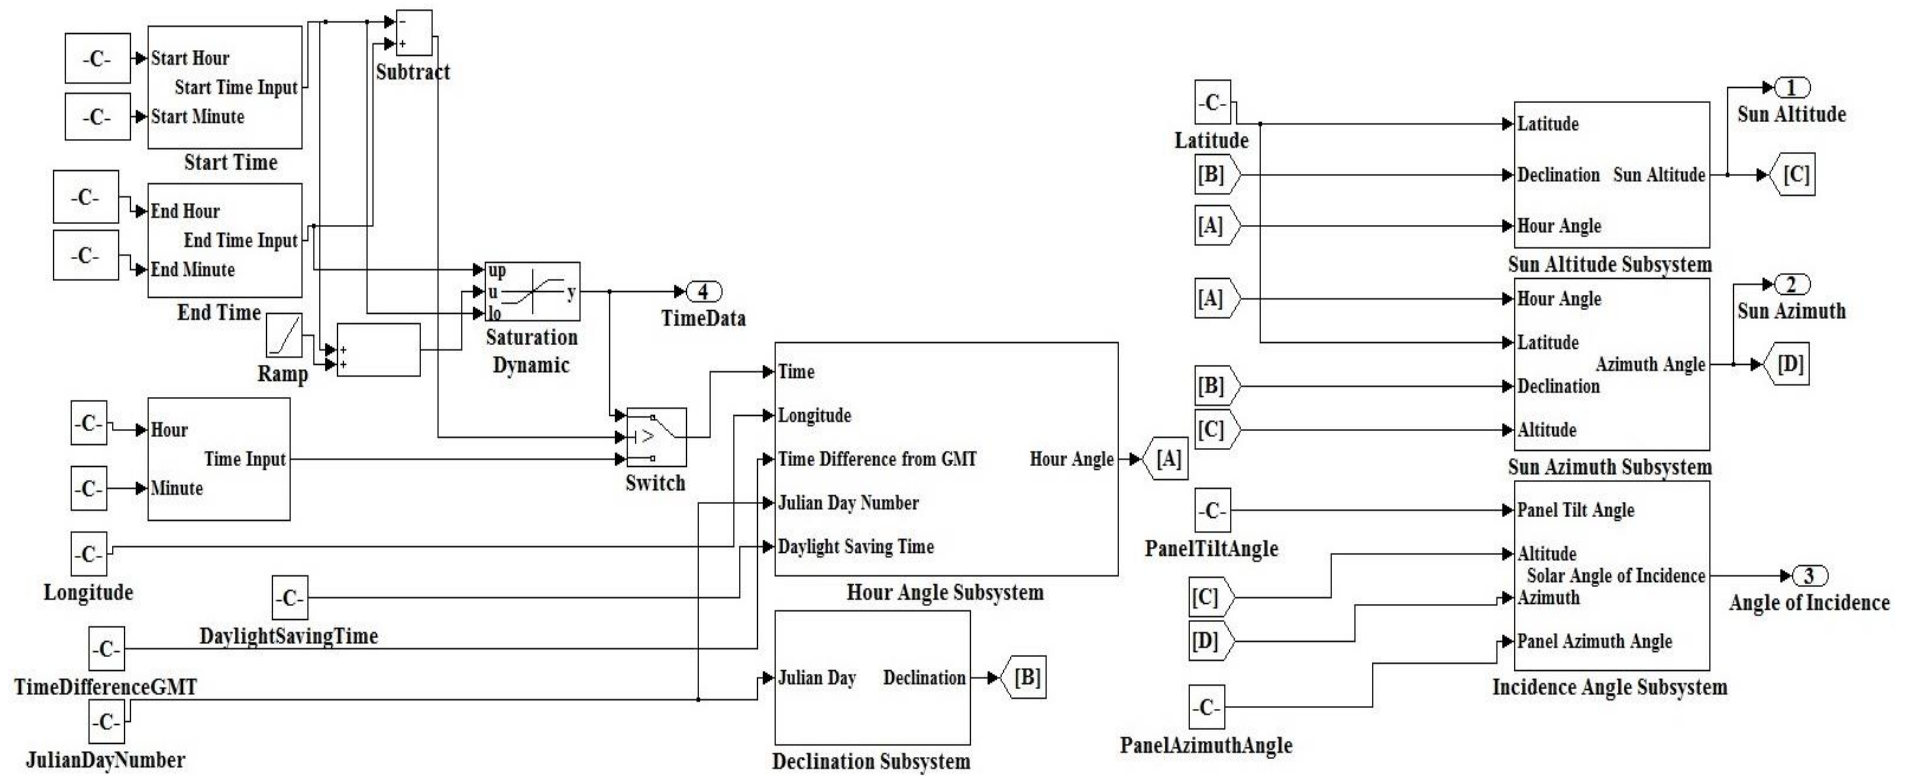 -C-
Start Hour
Start Time Input
-C-
Start Minute
Start Time
-
+
Subtract
-C-
End Hour
End Time Input
-C-
End Minute
End Time
Ramp
+
+
up
u
lo
y
Saturation
Dynamic
4
TimeData
-C-
Hour
Time Input
-C-
Minute
>
Switch
-C-
Longitude
-C-
DaylightSavingTime
-C-
TimeDifferenceGMT
-C-
JulianDayNumber
Time
Longitude
Time Difference from GMT
Hour Angle
Julian Day Number
Daylight Saving Time
Hour Angle Subsystem
[A]
Julian Day
Declination
Declination Subsystem
[B]
-C-
Latitude
[B]
[A]
Latitude
Declination
Sun Altitude
Hour Angle
Sun Altitude Subsystem
1
Sun Altitude
[C]
[A]
[B]
[C]
Hour Angle
Latitude
Azimuth Angle
Declination
Altitude
Sun Azimuth Subsystem
2
Sun Azimuth
[D]
-C-
PanelTiltAngle
[C]
[D]
-C-
PanelAzimuthAngle
Panel Tilt Angle
Altitude
Solar Angle of Incidence
Azimuth
Panel Azimuth Angle
Incidence Angle Subsystem
3
Angle of Incidence